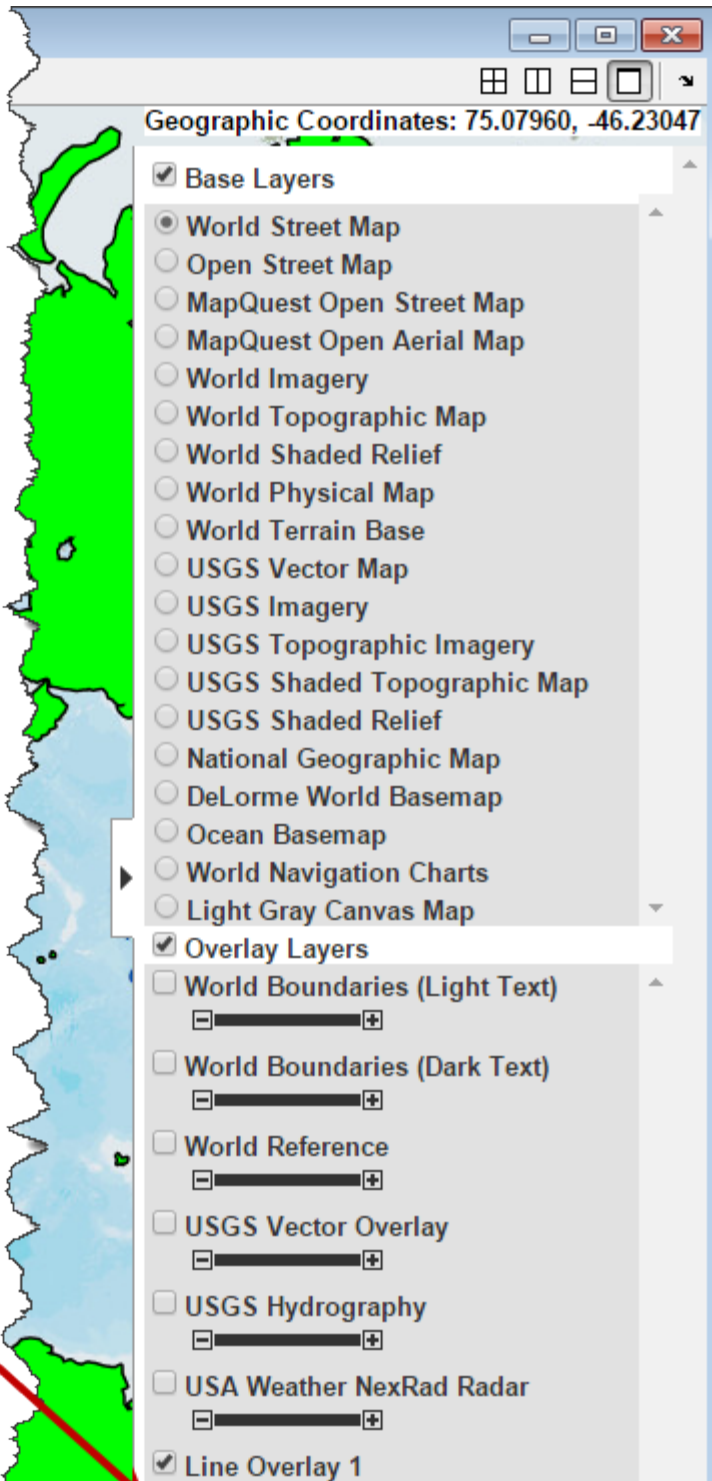 Geographic Coordinates: 75.07960, -46.23047
Base Layers
World Street Map
Open Street Map
MapQuest Open Street Map
MapQuest Open Aerial Map
World Imagery
World Topographic Map
World Shaded Relief
World Physical Map
World Terrain Base
USGS Vector Map
USGS Imagery
USGS Topographic Imagery
USGS Shaded Topographic Map
USGS Shaded Relief
National Geographic Map
DeLorme World Basemap
Ocean Basemap
World Navigation Charts
Light Gray Canvas Map
Overlay Layers
World Boundaries (Light Text)
World Boundaries (Dark Text)
World Reference
USGS Vector Overlay
USGS Hydrography
USA Weather NexRad Radar
Line Overlay 1